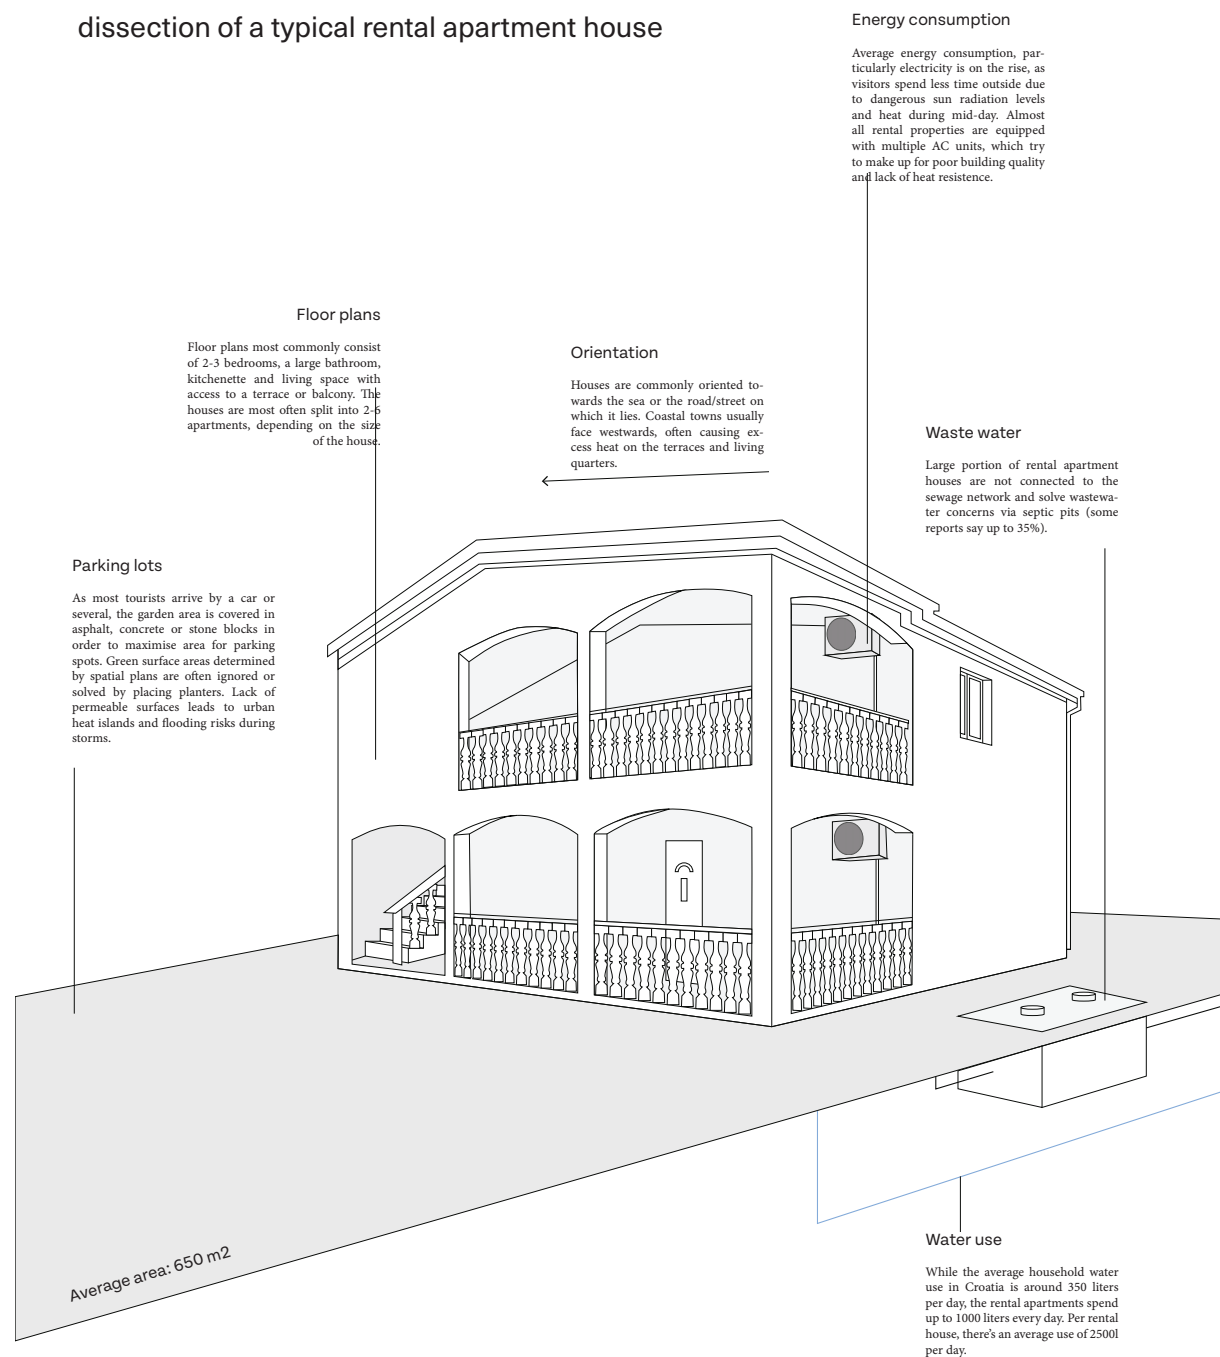 dissection of a typical rental apartment house
Energy consumption
Average energy consumption, par-
ticularly electricity is on the rise, as
visitors spend less time outside due
to dangerous sun radiation levels
and heat during mid-day. Almost
all rental properties are equipped
with multiple AC units, which try
to make up for poor building quality
and lack of heat resistence.
Floor plans
Floor plans most commonly consist
of 2-3 bedrooms, a large bathroom,
kitchenette and living space with
access to a terrace or balcony. The
houses are most often split into 2-6
apartments, depending on the size
of the house.
Orientation
Houses are commonly oriented to-
wards the sea or the road/street on
which it lies. Coastal towns usually
face westwards, often causing ex-
cess heat on the terraces and living
quarters.
Waste water
Large portion of rental apartment
houses are not connected to the
sewage network and solve wastewa-
ter concerns via septic pits (some
reports say up to 35%).
Parking lots
As most tourists arrive by a car or
several, the garden area is covered in
asphalt, concrete or stone blocks in
order to maximise area for parking
spots. Green surface areas determined
by spatial plans are often ignored or
solved by placing planters. Lack of
permeable surfaces leads to urban
heat islands and flooding risks during
storms.
Average area: 650 m2
Water use
While the average household water
use in Croatia is around 350 liters
per day, the rental apartments spend
up to 1000 liters every day. Per rental
house, there's an average use of 2500l
per day.